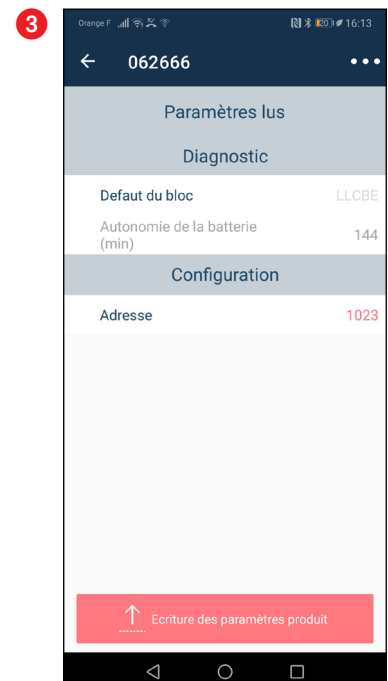 3
Orange F 20 16:13
062666
Paramètres lus
Diagnostic
Defaut du bloc LLCBE
Autonomie de la batterie
(min) 144
Configuration
Adresse 1023
Ecriture des paramètres produit